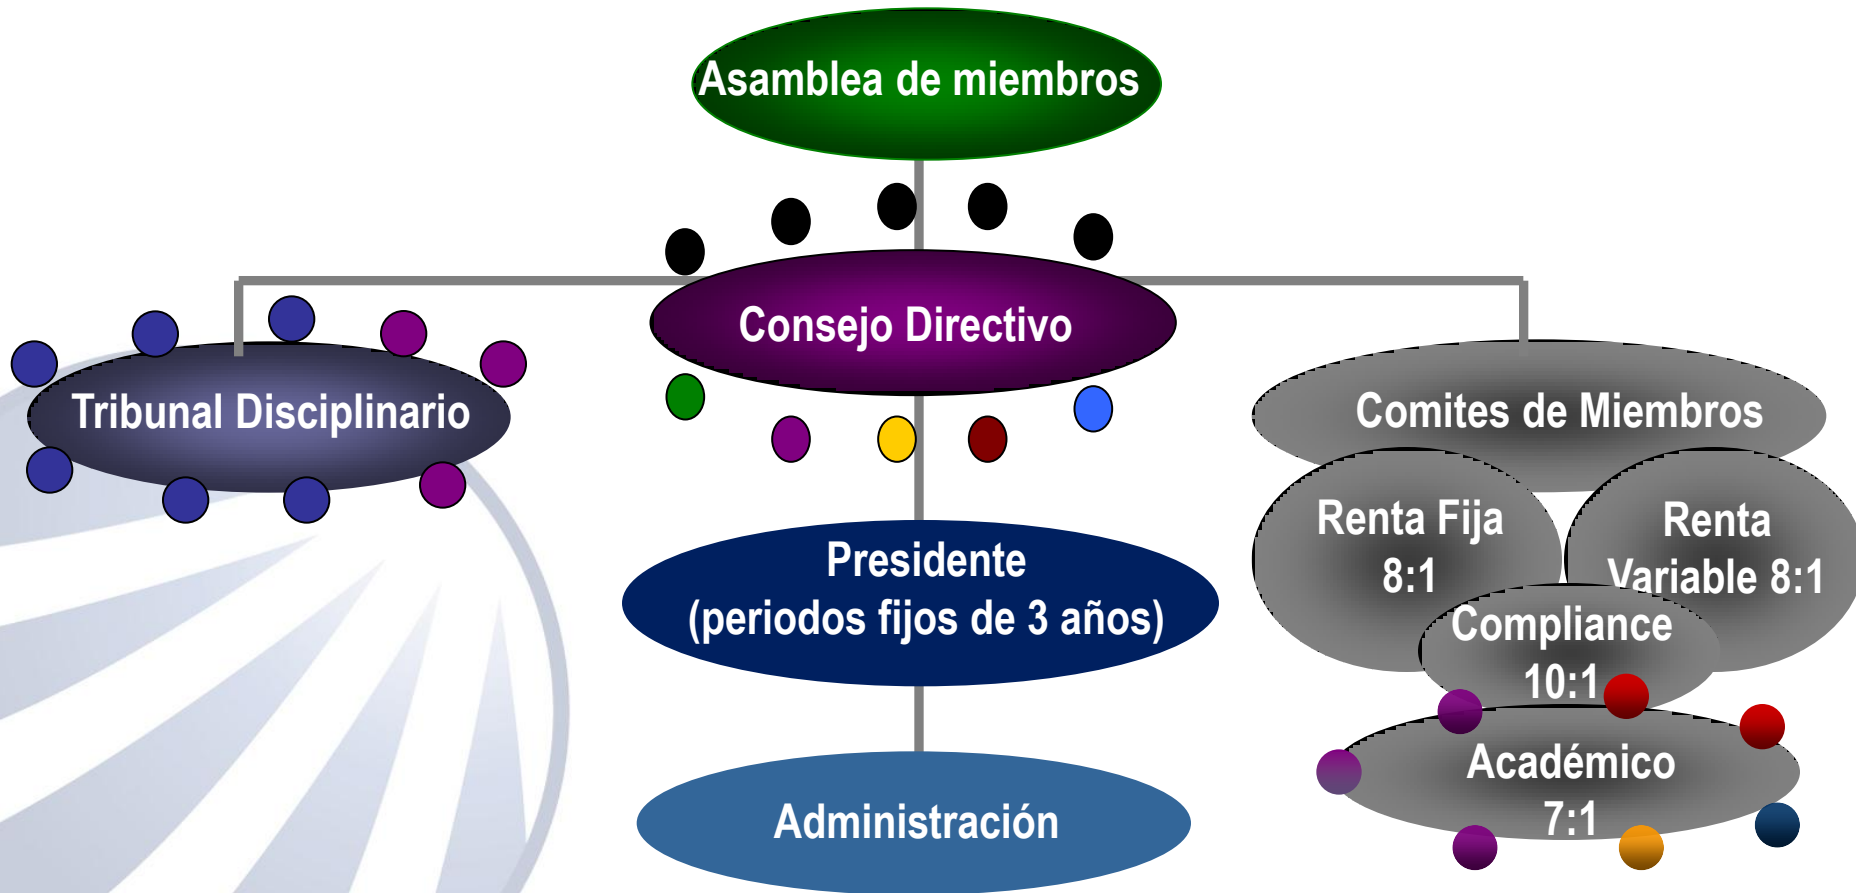 Asamblea de miembros
Consejo Directivo
Tribunal Disciplinario
Comites de Miembros
Renta Fija
8:1
Renta
Variable 8:1
Compliance
10:1
Presidente
(periodos fijos de 3 años)
Académico
7:1
Administración